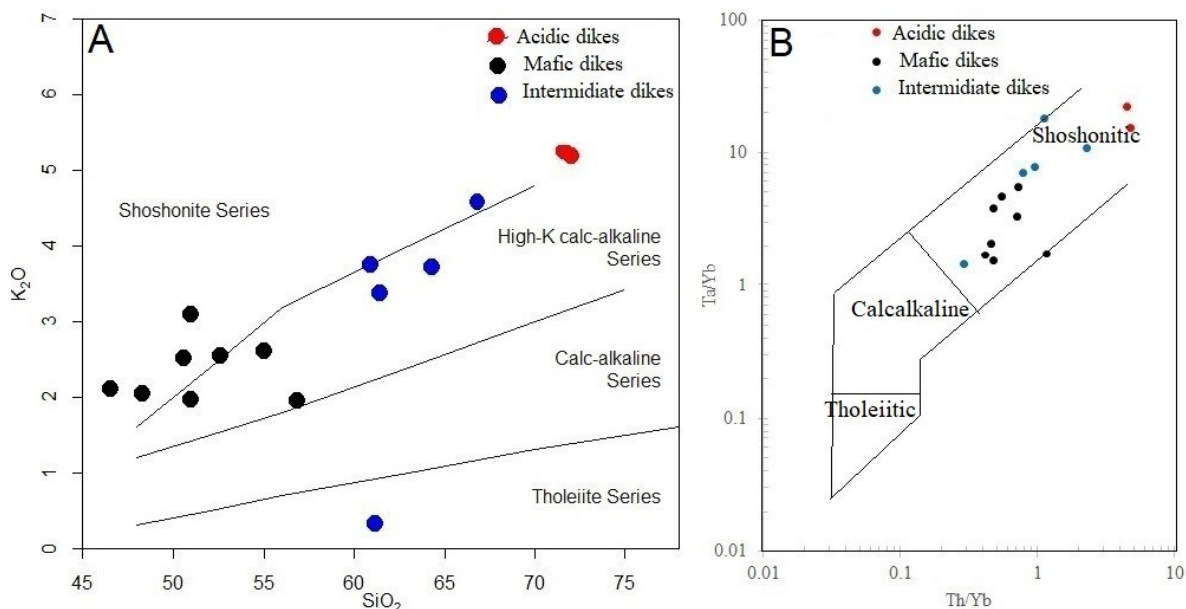 A
Acidic dikes
Mafic dikes
Intermidiate dikes
Shoshonite Series
High-K calc-alkaline
Series
Calc-alkaline
Series
Tholeiite Series
K2O
7
6
5
4
3
2
1
0
45
50
55
60
65
70
75
SiO2
B
Acidic dikes
Mafic dikes
Intermidiate dikes
Shoshonitic
Calcalkaline
Tholeiitic
Ta/Yb
100
10
1
0.1
0.01
0.01
0.1
1
10
Th/Yb